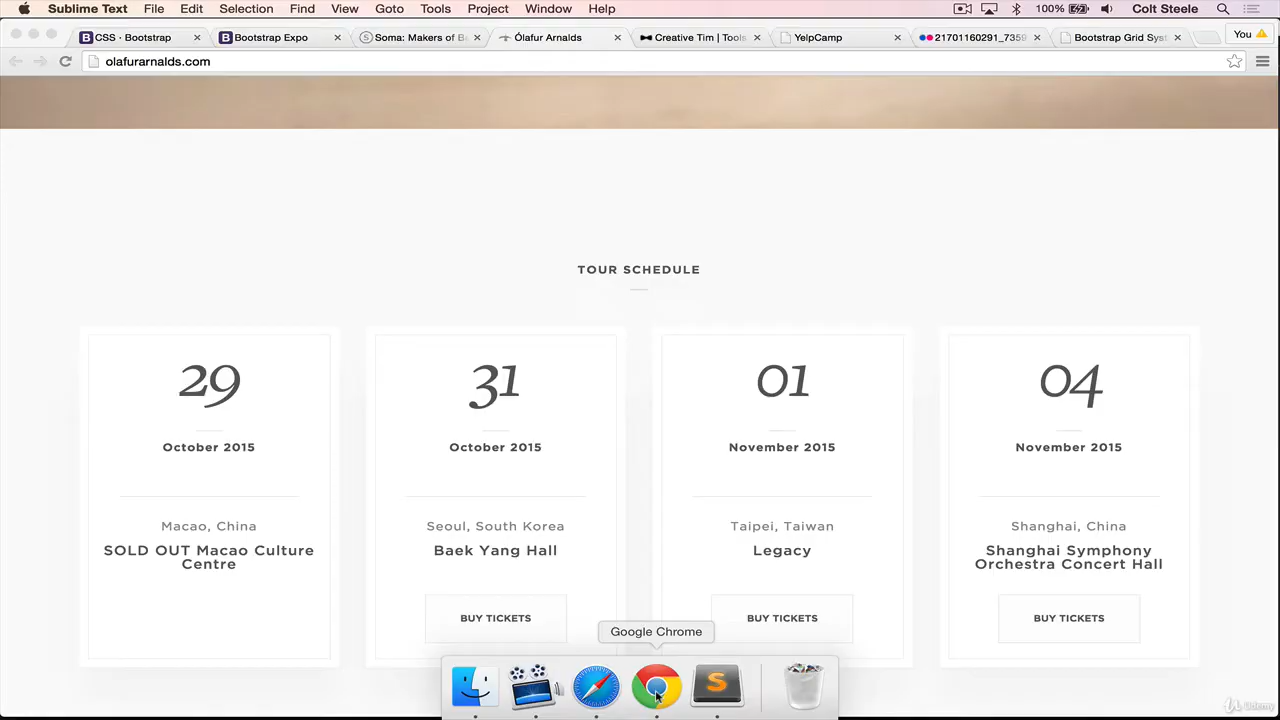 Sublime Text File Edit Selection Find View Goto Tools Project Window Help 100% Colt Steele
CSS · Bootstrap Bootstrap Expo Soma: Makers of B Ólafur Arnalds Creative Tim | Tools YelpCamp 21701160291_7359 Bootstrap Grid Syst You
olafurarnalds.com
TOUR SCHEDULE
29 31 01 04
October 2015 October 2015 November 2015 November 2015
Macao, China Seoul, South Korea Taipei, Taiwan Shanghai, China
SOLD OUT Macao Culture Baek Yang Hall Legacy Shanghai Symphony
Centre Orchestra Concert Hall
BUY TICKETS BUY TICKETS BUY TICKETS
Google Chrome
S
Udemy